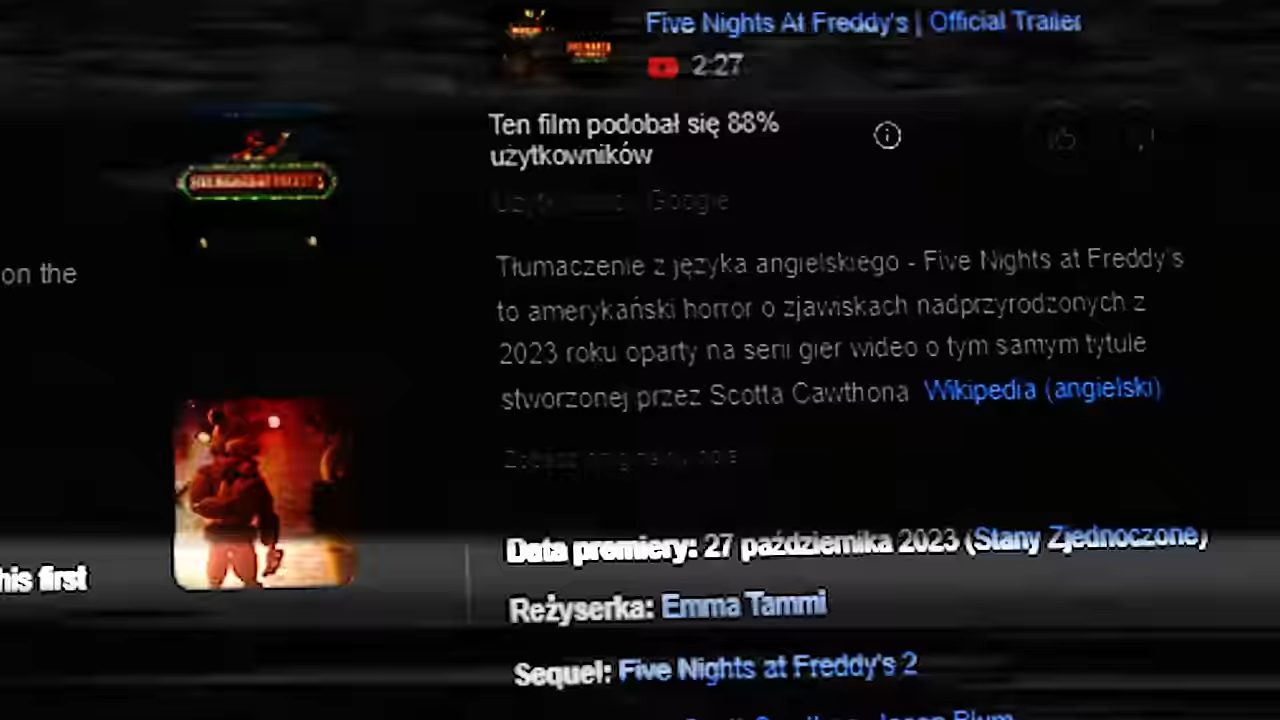 Five Nights At Freddy's | Official Trailer
2:27
Ten film podobał się 88%
użytkowników
Google
Tłumaczenie z języka angielskiego - Five Nights at Freddy's
to amerykański horror o zjawiskach nadprzyrodzonych z
2023 roku oparty na serii gier wideo o tym samym tytule
stworzonej przez Scotta Cawthona Wikipedia (angielski)
on the
Data premiery: 27 października 2023 (Stany Zjednoczone)
his first
Reżyserka: Emma Tammi
Sequel: Five Nights at Freddy's 2